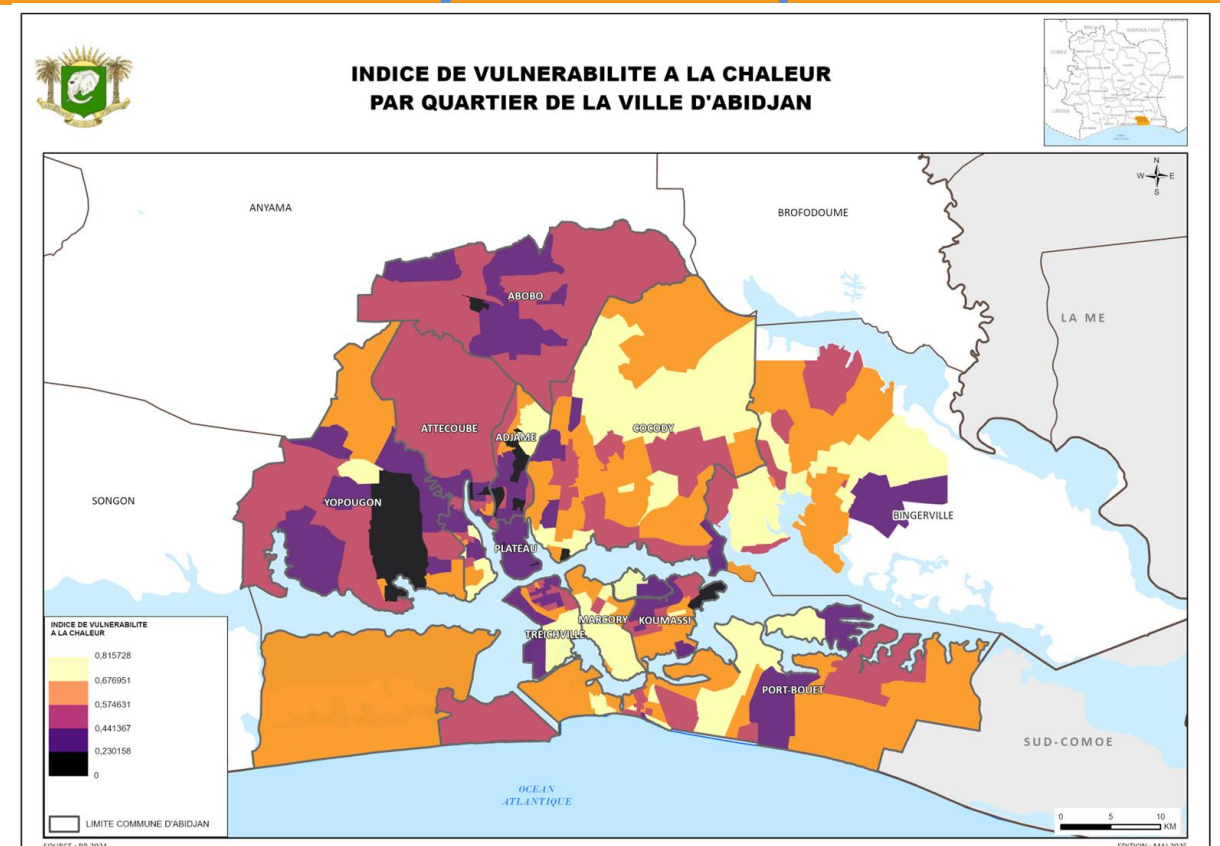 INDICE DE VULNERABILITE A LA CHALEUR
PAR QUARTIER DE LA VILLE D'ABIDJAN
N
W E
S
ANYAMA
BROFODOUME
LA ME
ABOBO
ATTECOUBE
ADJAME
COCODY
SONGON
YOPOUGON
BINGERVILLE
PLATEAU
MARCORY
KOUMASSI
TREICHVILLE
PORT-BOUET
SUD-COMOE
OCEAN
ATLANTIQUE
INDICE DE VULNERABILITE
A LA CHALEUR
0,815728
0,676951
0,574631
0,441367
0,230158
0
LIMITE COMMUNE D'ABIDJAN
0 5 10
KM